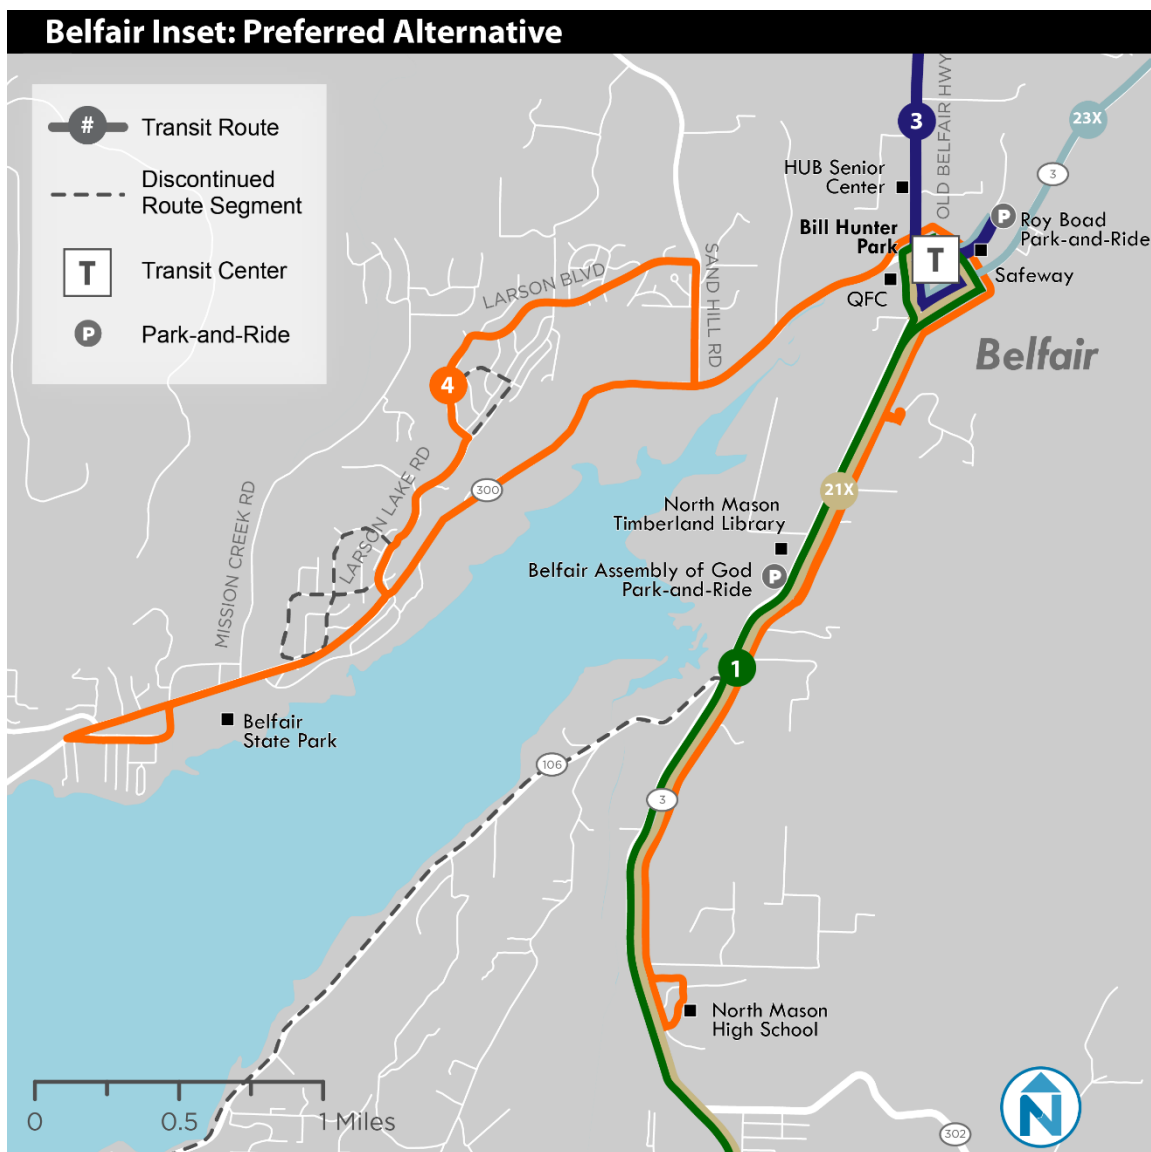 Belfair Inset: Preferred Alternative
#
Transit Route
Discontinued
Route Segment
T
Transit Center
P
Park-and-Ride
3
OLD BELFAIR HWY
23X
3
HUB Senior
Center
Bill Hunter
Park
P
Roy Boad
Park-and-Ride
T
Safeway
QFC
Belfair
LARSON BLVD
SAND HILL RD
4
LARSON LAKE RD
300
MISSION CREEK RD
21X
North Mason
Timberland Library
Belfair Assembly of God
Park-and-Ride
P
1
Belfair
State Park
106
3
North Mason
High School
0
0.5
1 Miles
N
302